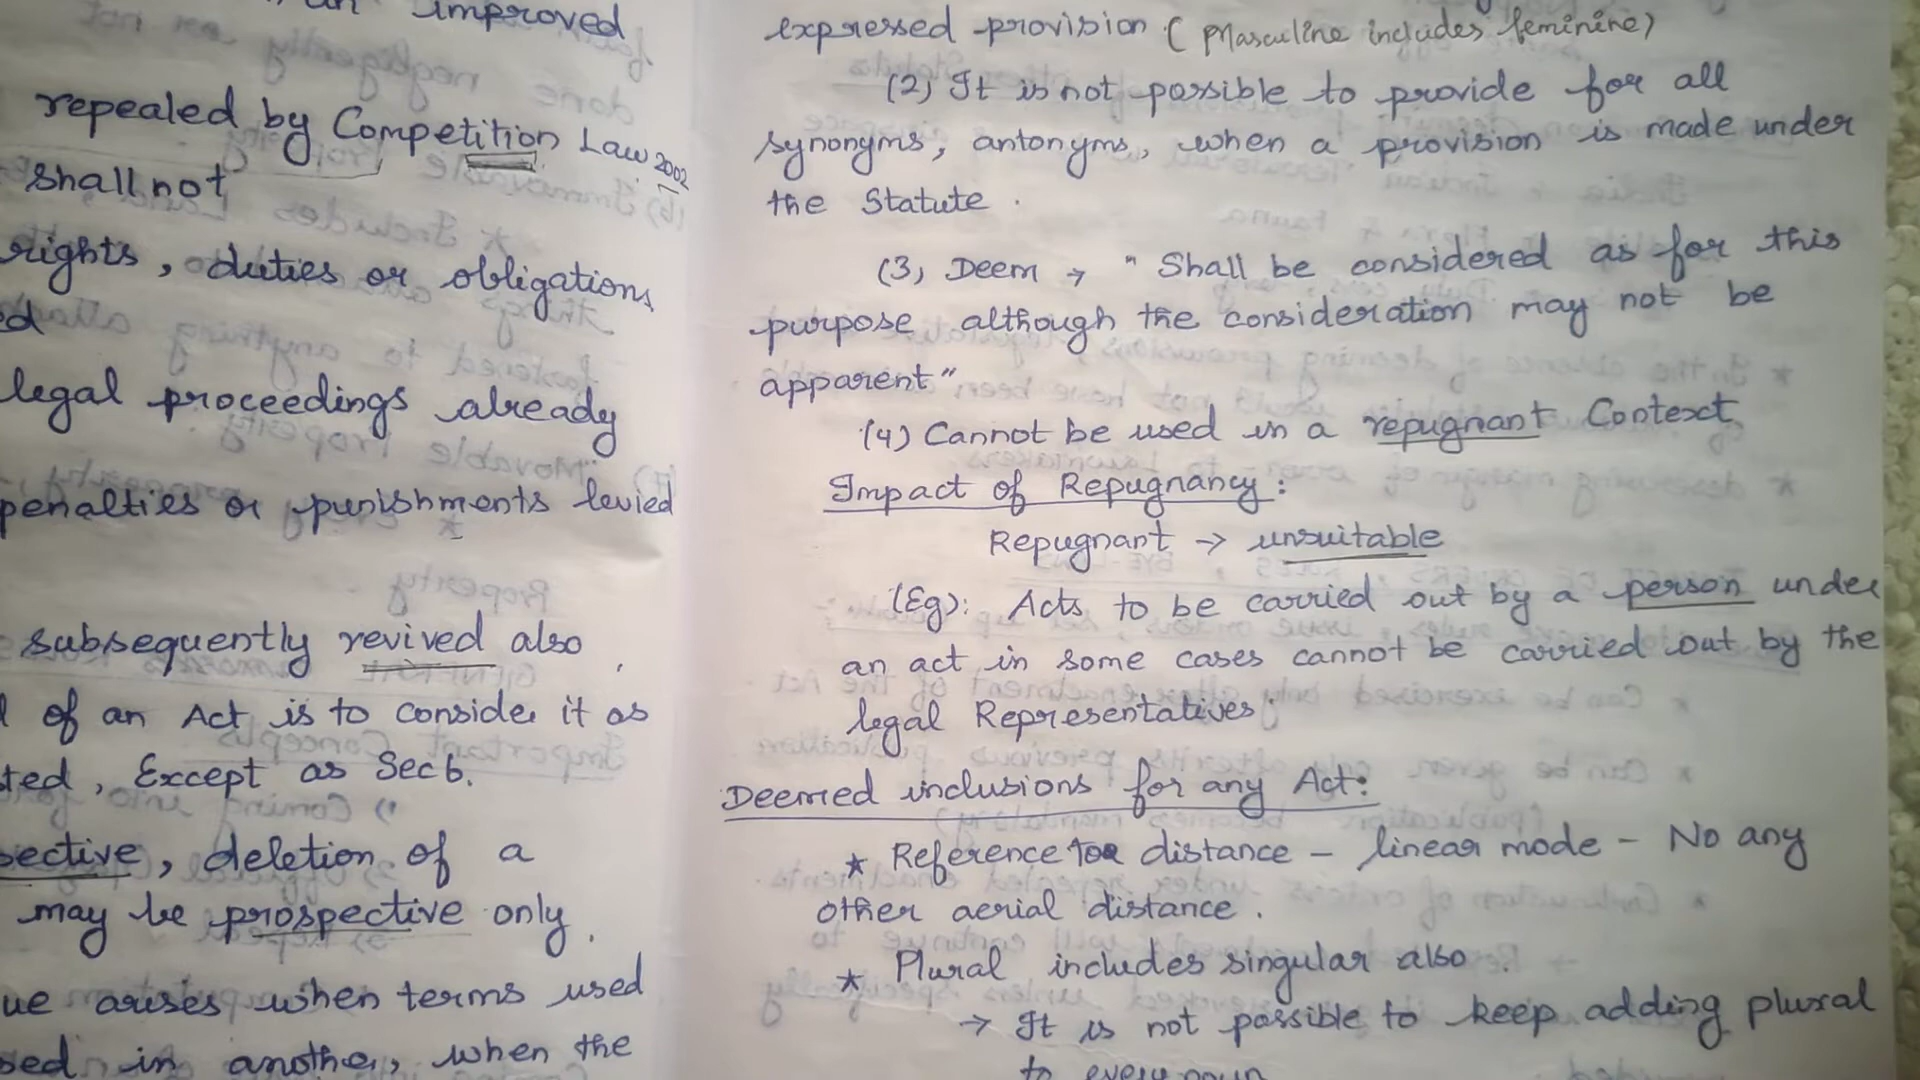 improved
repealed by Competition Law 2002
shall not
rights, duties or obligations
legal proceedings already
penalties or punishments levied
subsequently revived also
of an Act is to consider it as
Except as Sec 6.
deletion of a
may be prospective only.
arises when terms used
in another, when the
expressed provision (Masculine includes feminine)
(2) It is not possible to provide for all
synonyms, antonyms, when a provision is made under
the Statute.
(3) Deem → "Shall be considered as for this
purpose although the consideration may not be
apparent"
(4) Cannot be used in a repugnant Context
Impact of Repugnancy:
Repugnant → unsuitable
(Eg): Acts to be carried out by a person under
an act in some cases cannot be carried out by the
legal Representatives.
Deemed inclusions for any Act:
* Reference to distance - linear mode - No any
other aerial distance.
* Plural includes singular also.
→ It is not possible to keep adding plural
to every noun